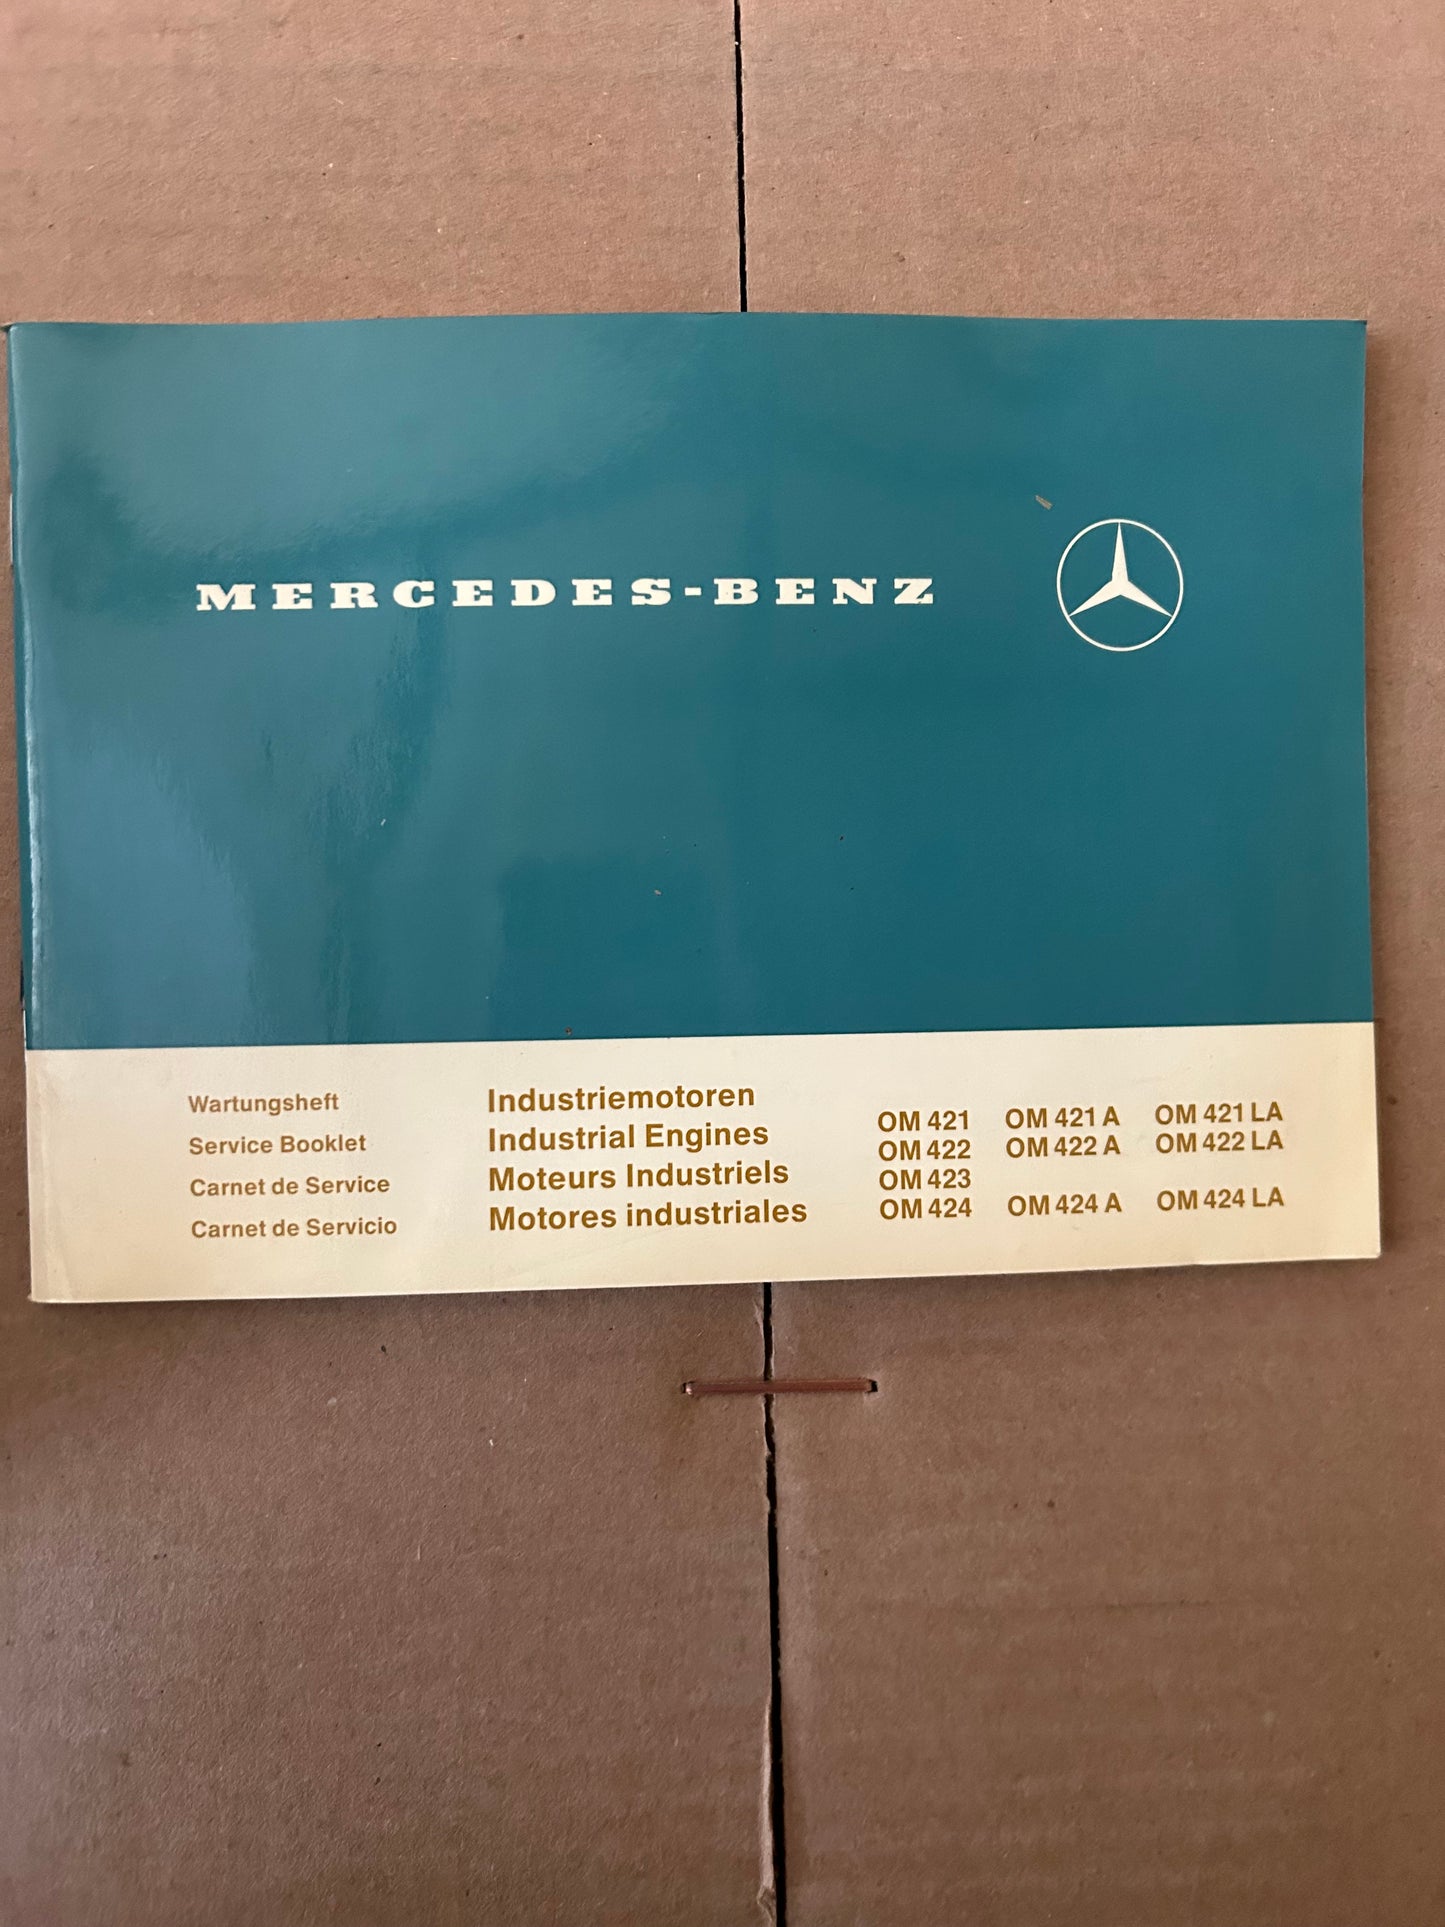 MERCEDES-BENZ
Wartungsheft
Service Booklet
Carnet de Service
Carnet de Servicio
Industriemotoren
Industrial Engines
Moteurs Industriels
Motores industriales
OM 421 OM 421 A OM 421 LA
OM 422 OM 422 A OM 422 LA
OM 423
OM 424 OM 424 A OM 424 LA